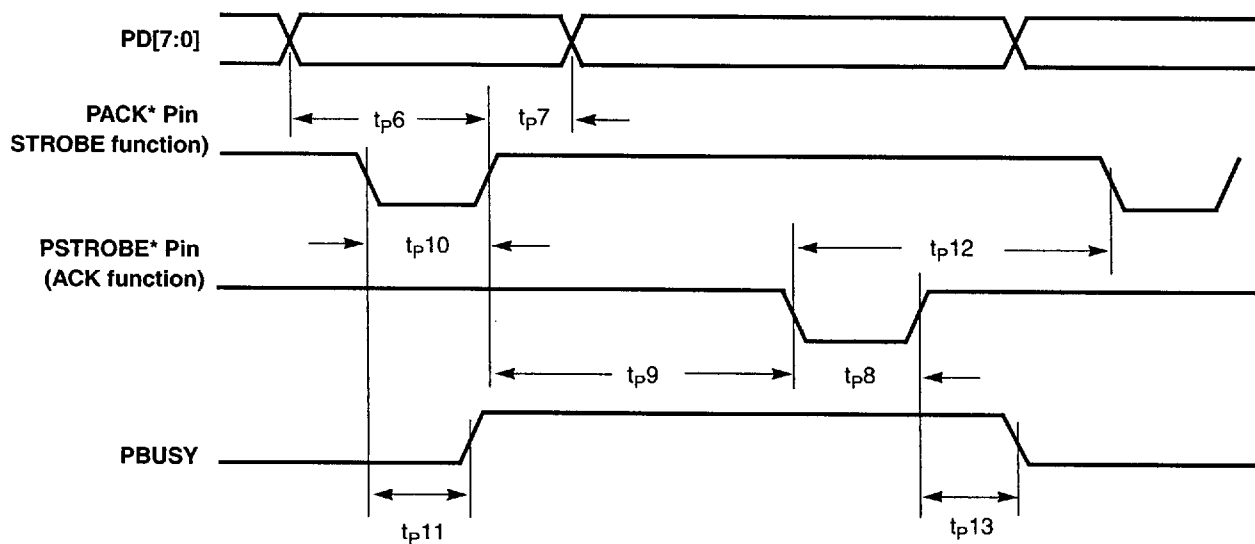 PD[7:0]
PACK* Pin
STROBE function)
tP6
tP7
PSTROBE* Pin
(ACK function)
tP10
tP12
tP9
tP8
PBUSY
tP11
tP13